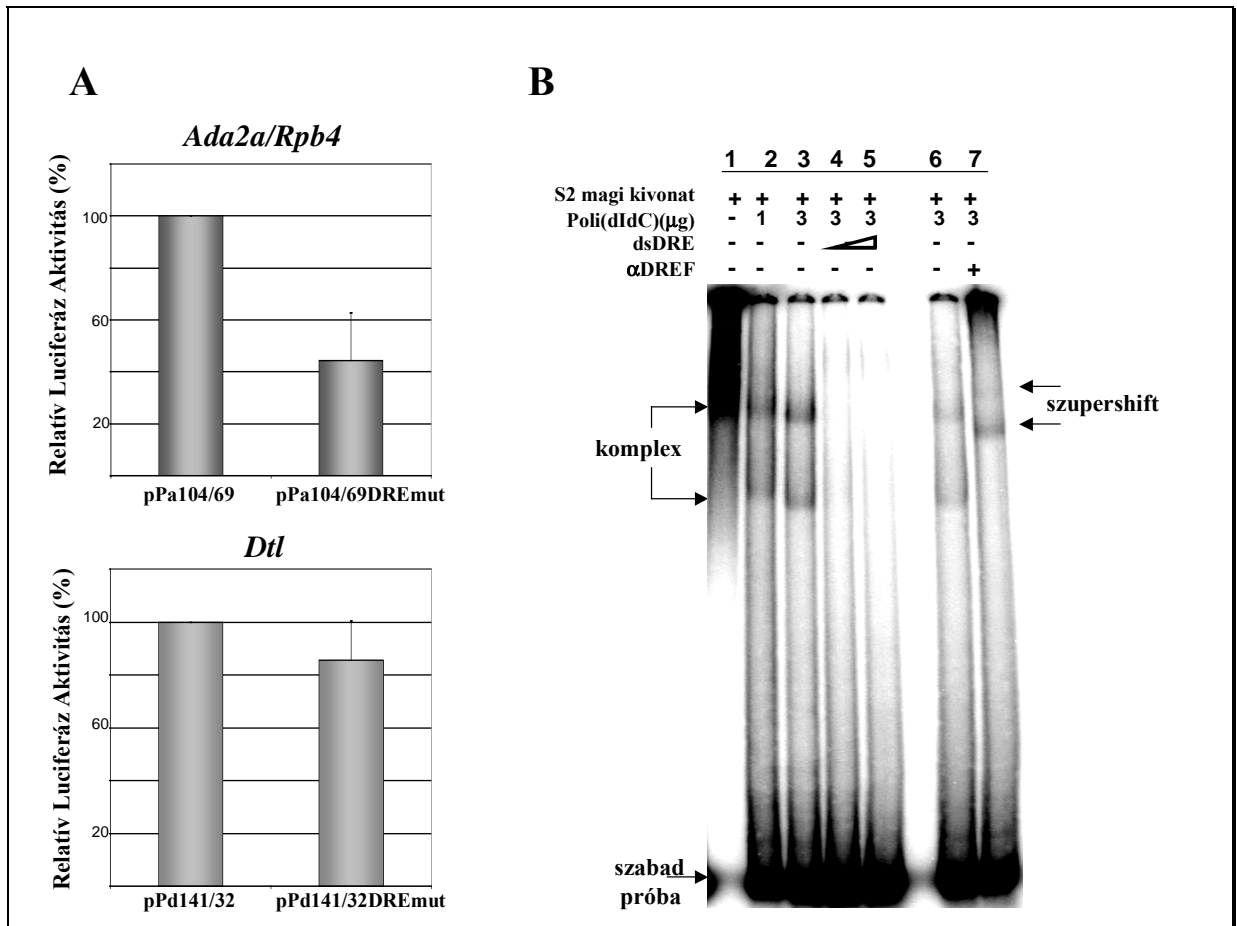 A
Ada2a/Rpb4
Relatív Luciferáz Aktivitás (%)
100
60
20
pPa104/69 pPa104/69DREmut
Dtl
Relatív Luciferáz Aktivitás (%)
100
60
20
pPd141/32 pPd141/32DREmut
B
1 2 3 4 5 6 7
S2 magi kivonat + + + + + + +
Poli(dIdC)(µg) - 1 3 3 3 3 3
dsDRE - - - - -
αDREF - - - - - - +
komplex
szupershift
szabad
próba